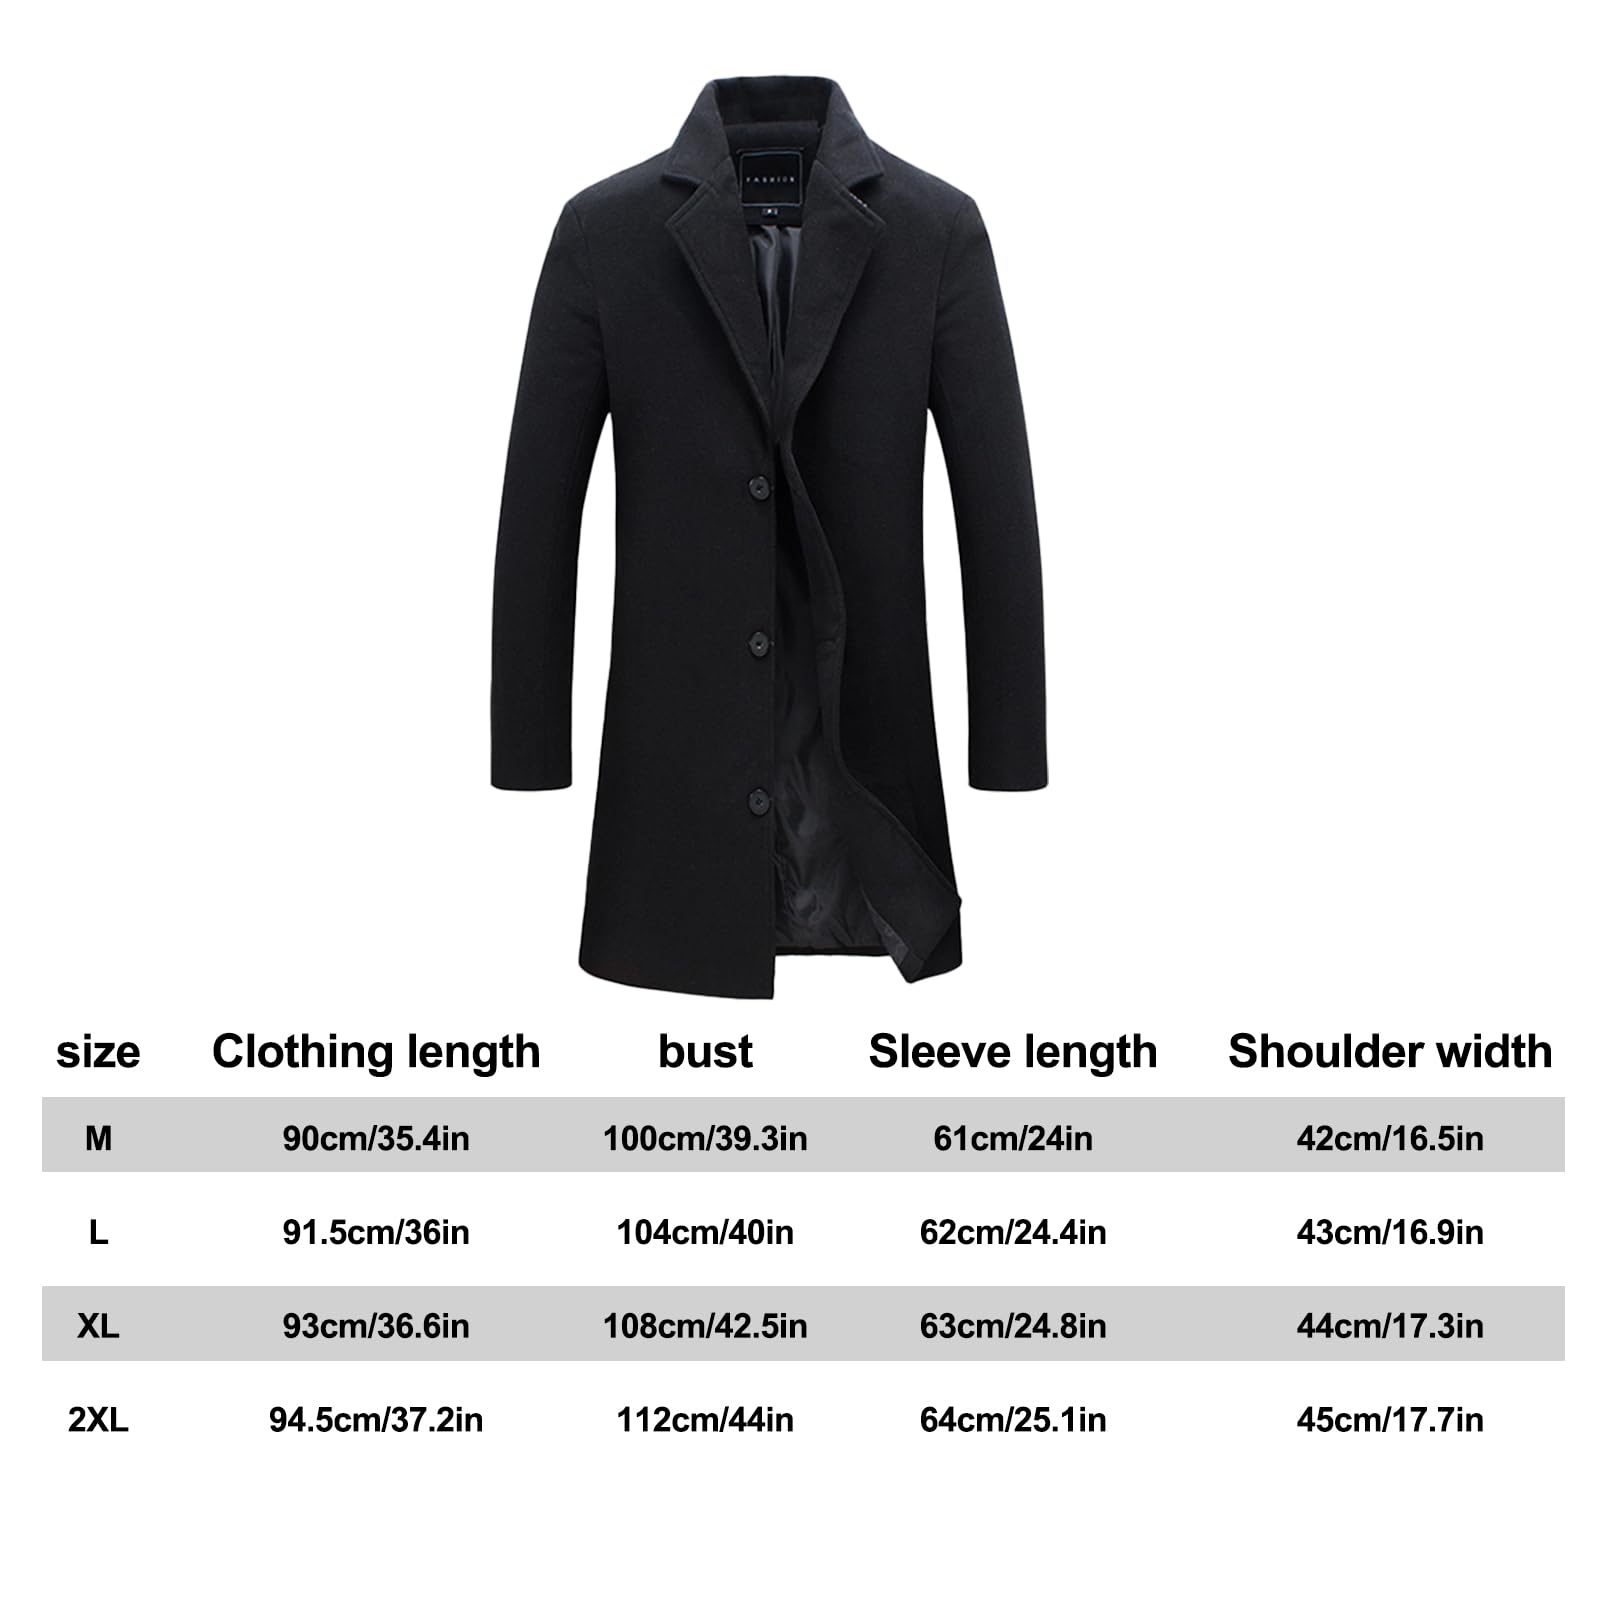 FASHION
size Clothing length bust Sleeve length Shoulder width
M 90cm/35.4in 100cm/39.3in 61cm/24in 42cm/16.5in
L 91.5cm/36in 104cm/40in 62cm/24.4in 43cm/16.9in
XL 93cm/36.6in 108cm/42.5in 63cm/24.8in 44cm/17.3in
2XL 94.5cm/37.2in 112cm/44in 64cm/25.1in 45cm/17.7in